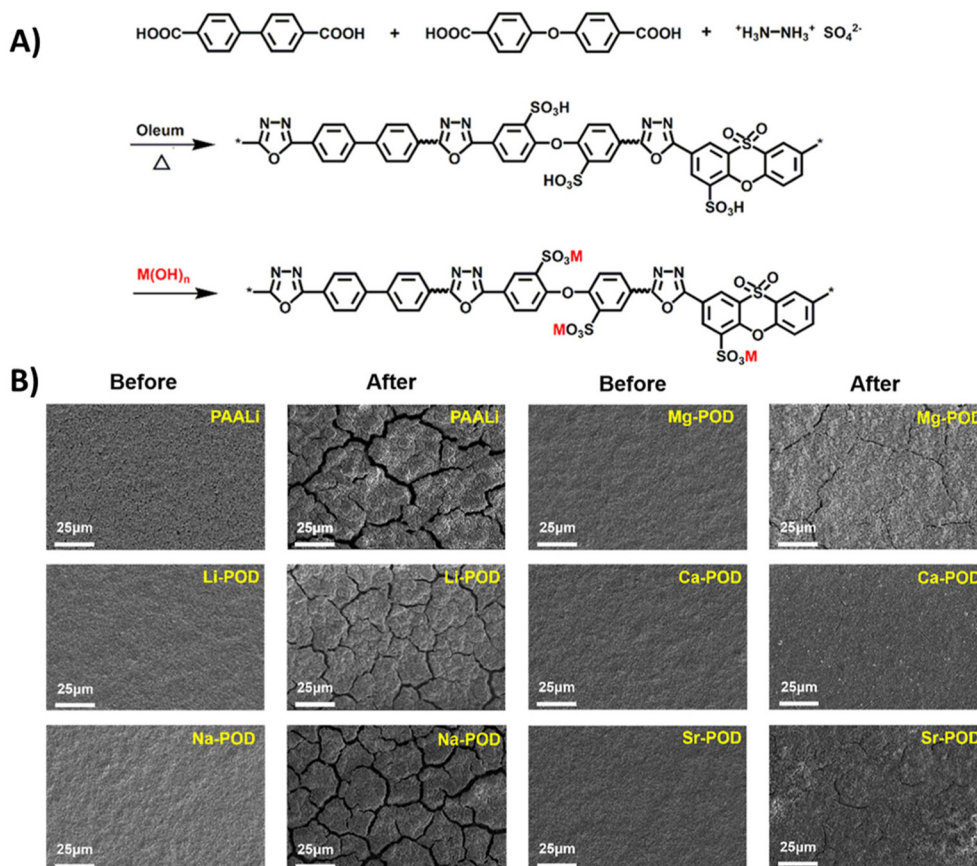 A)
HOOC COOH + HOOC O COOH + ⁺H₃N–NH₃⁺ SO₄²⁻
Oleum
△
* N N O N N O SO₃H O HO₃S N N O O O S O SO₃H *
M(OH)ₙ
* N N O N N O SO₃M O MO₃S N N O O O S O SO₃M *
B)
Before After Before After
PAALi PAALi Mg-POD Mg-POD
25μm 25μm 25μm 25μm
Li-POD Li-POD Ca-POD Ca-POD
25μm 25μm 25μm 25μm
Na-POD Na-POD Sr-POD Sr-POD
25μm 25μm 25μm 25μm